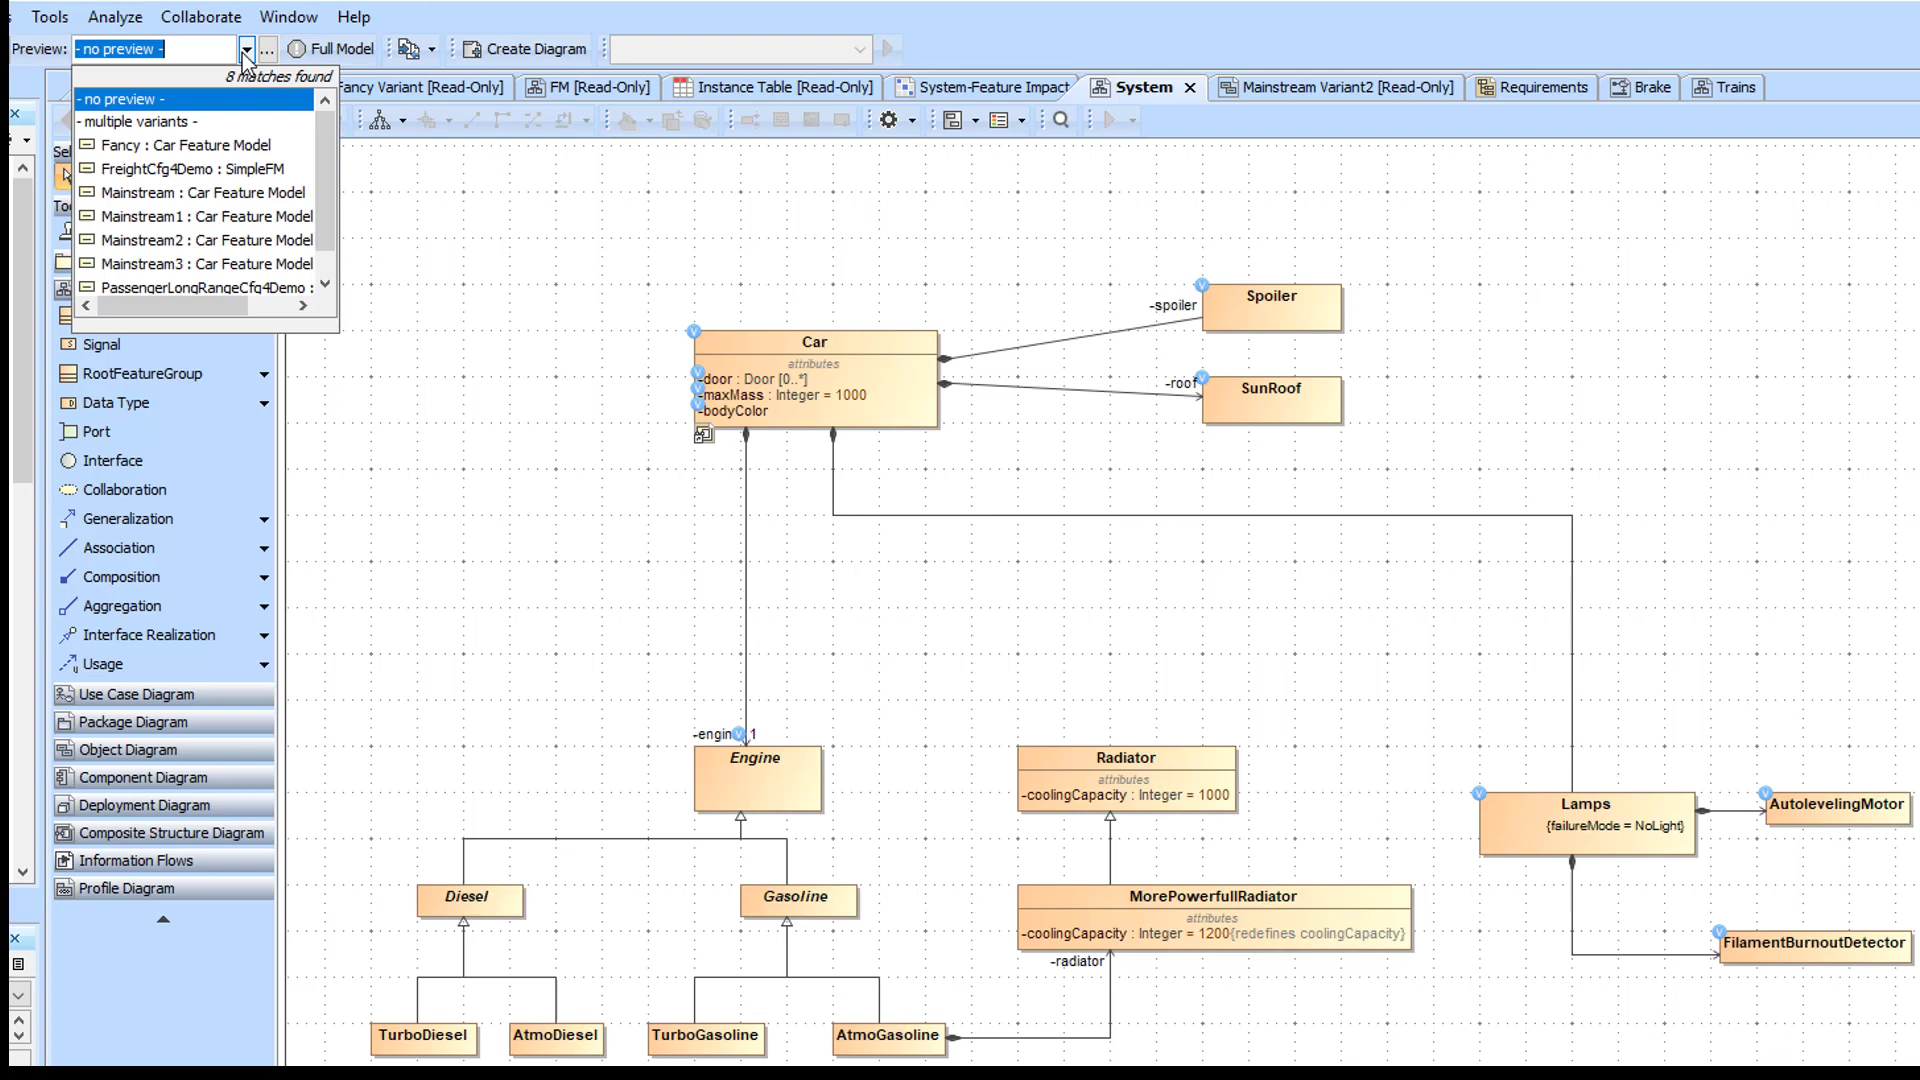 Tools Analyze Collaborate Window Help
Preview: - no preview - ... Full Model Create Diagram
8 matches found
- no preview -
- multiple variants -
Fancy : Car Feature Model
FreightCfg4Demo : SimpleFM
Mainstream : Car Feature Model
Mainstream1 : Car Feature Model
Mainstream2 : Car Feature Model
Mainstream3 : Car Feature Model
PassengerLongRangeCfg4Demo :
Fancy Variant [Read-Only] FM [Read-Only] Instance Table [Read-Only] System-Feature Impact System Mainstream Variant2 [Read-Only] Requirements Brake Trains
Signal
RootFeatureGroup
Data Type
Port
Interface
Collaboration
Generalization
Association
Composition
Aggregation
Interface Realization
Usage
Use Case Diagram
Package Diagram
Object Diagram
Component Diagram
Deployment Diagram
Composite Structure Diagram
Information Flows
Profile Diagram
Car
attributes
-door : Door [0..*]
-maxMass : Integer = 1000
-bodyColor
-spoiler
Spoiler
-roof
SunRoof
1
Engine
Radiator
attributes
-coolingCapacity : Integer = 1000
Lamps
{failureMode = NoLight}
AutolevelingMotor
Diesel
Gasoline
MorePowerfullRadiator
attributes
-coolingCapacity : Integer = 1200{redefines coolingCapacity}
-radiator
FilamentBurnoutDetector
TurboDiesel
AtmoDiesel
TurboGasoline
AtmoGasoline